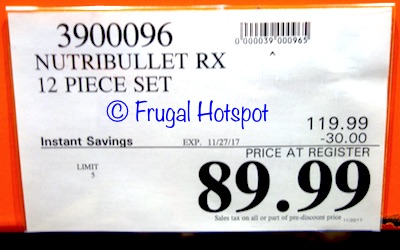 3900096
0000039000965
NUTRIBULLET RX
12 PIECE SET
© Frugal Hotspot
119.99
Instant Savings EXP. 11/27/17 -30.00
PRICE AT REGISTER
LIMIT
5
89.99
Sales tax on all or part of pre-discount price